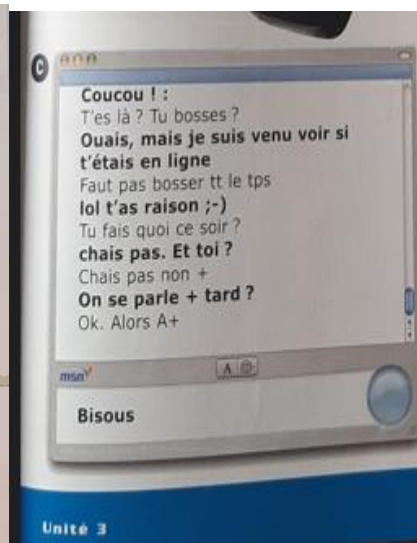 C
Coucou ! :
T'es là ? Tu bosses ?
Ouais, mais je suis venu voir si
t'étais en ligne
Faut pas bosser tt le tps
lol t'as raison ;-)
Tu fais quoi ce soir ?
chais pas. Et toi ?
Chais pas non +
On se parle + tard ?
Ok. Alors A+
msn
A
Bisous
Unité 3